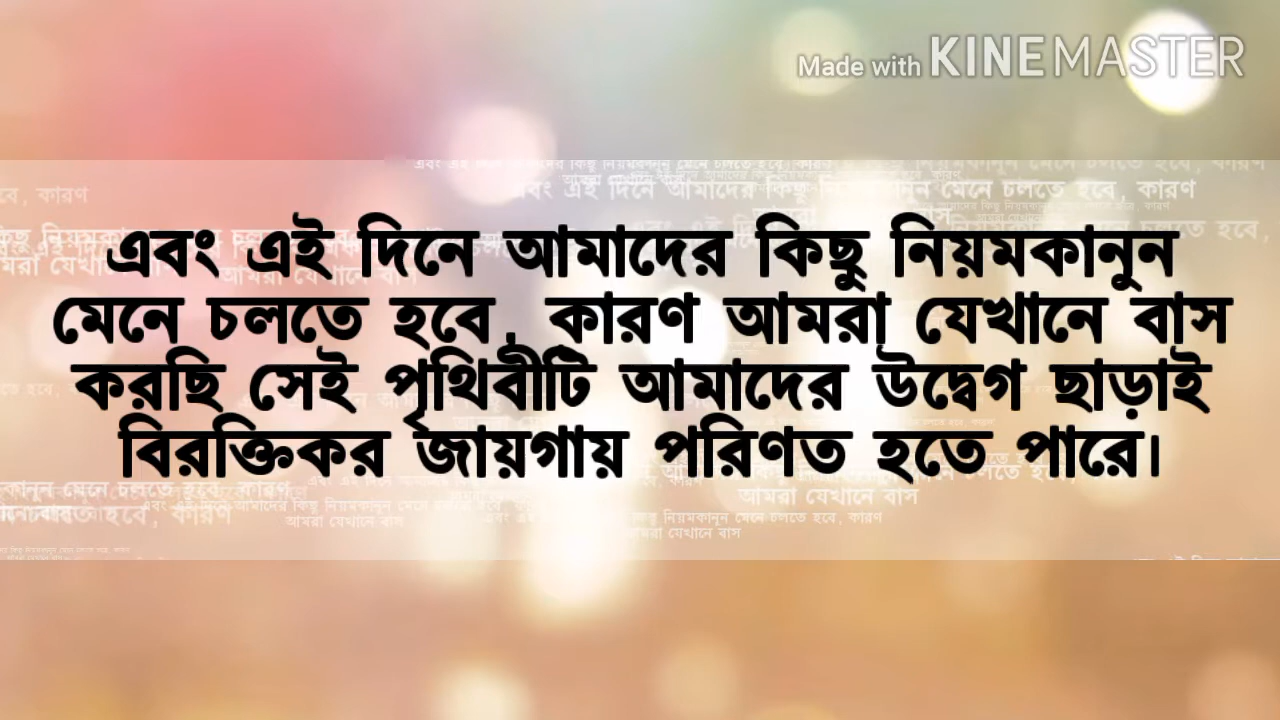 Made with KINEMASTER
এবং এই দিনে আমাদের কিছু নিয়মকানুন
মেনে চলতে হবে, কারণ আমরা যেখানে বাস
করছি সেই পৃথিবীটি আমাদের উদ্বেগ ছাড়াই
বিরক্তিকর জায়গায় পরিণত হতে পারে।